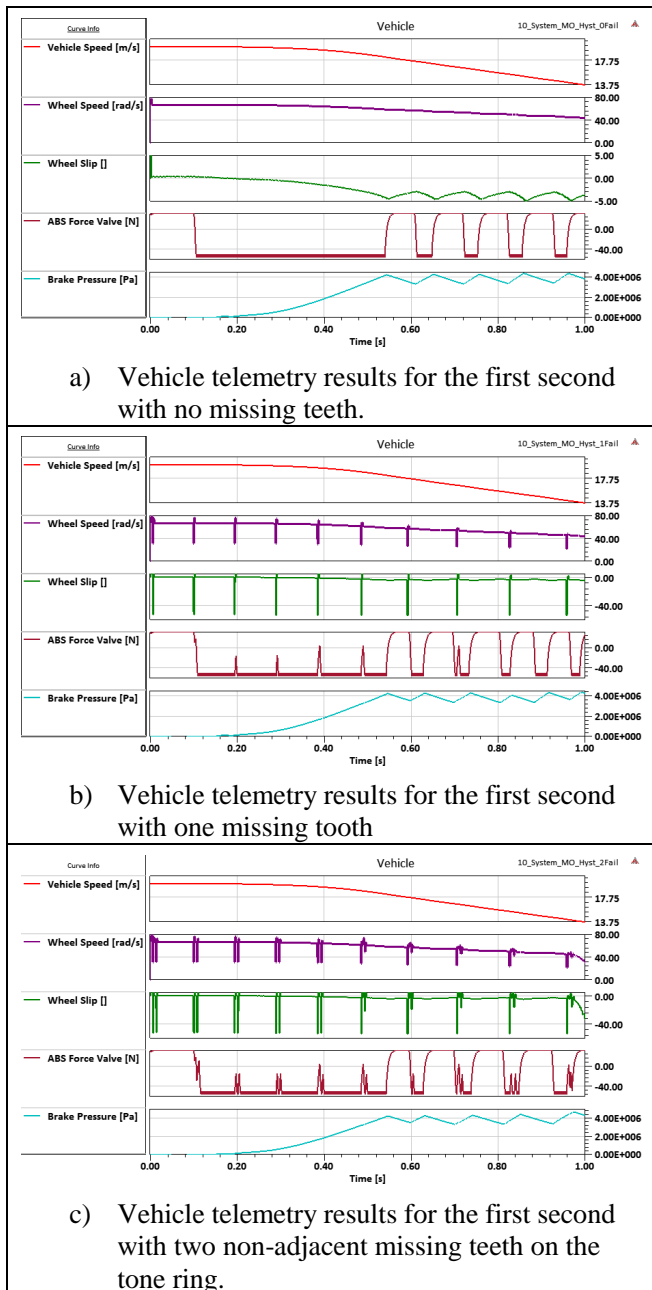 Curve Info
Vehicle
10_System_MO_Hyst_0Fail
Vehicle Speed [m/s]
17.75
13.75
Wheel Speed [rad/s]
80.00
40.00
0.00
Wheel Slip []
5.00
0.00
-5.00
ABS Force Valve [N]
0.00
-40.00
Brake Pressure [Pa]
4.00E+006
2.00E+006
0.00E+000
0.00 0.20 0.40 0.60 0.80 1.00
Time [s]
a) Vehicle telemetry results for the first second
with no missing teeth.
Curve Info
Vehicle
10_System_MO_Hyst_1Fail
Vehicle Speed [m/s]
17.75
13.75
Wheel Speed [rad/s]
80.00
40.00
0.00
Wheel Slip []
0.00
-40.00
ABS Force Valve [N]
0.00
-40.00
Brake Pressure [Pa]
4.00E+006
2.00E+006
0.00E+000
0.00 0.20 0.40 0.60 0.80 1.00
Time [s]
b) Vehicle telemetry results for the first second
with one missing tooth
Curve Info
Vehicle
10_System_MO_Hyst_2Fail
Vehicle Speed [m/s]
17.75
13.75
Wheel Speed [rad/s]
80.00
40.00
0.00
Wheel Slip []
0.00
-40.00
ABS Force Valve [N]
0.00
-40.00
Brake Pressure [Pa]
4.00E+006
2.00E+006
0.00E+000
0.00 0.20 0.40 0.60 0.80 1.00
Time [s]
c) Vehicle telemetry results for the first second
with two non-adjacent missing teeth on the
tone ring.